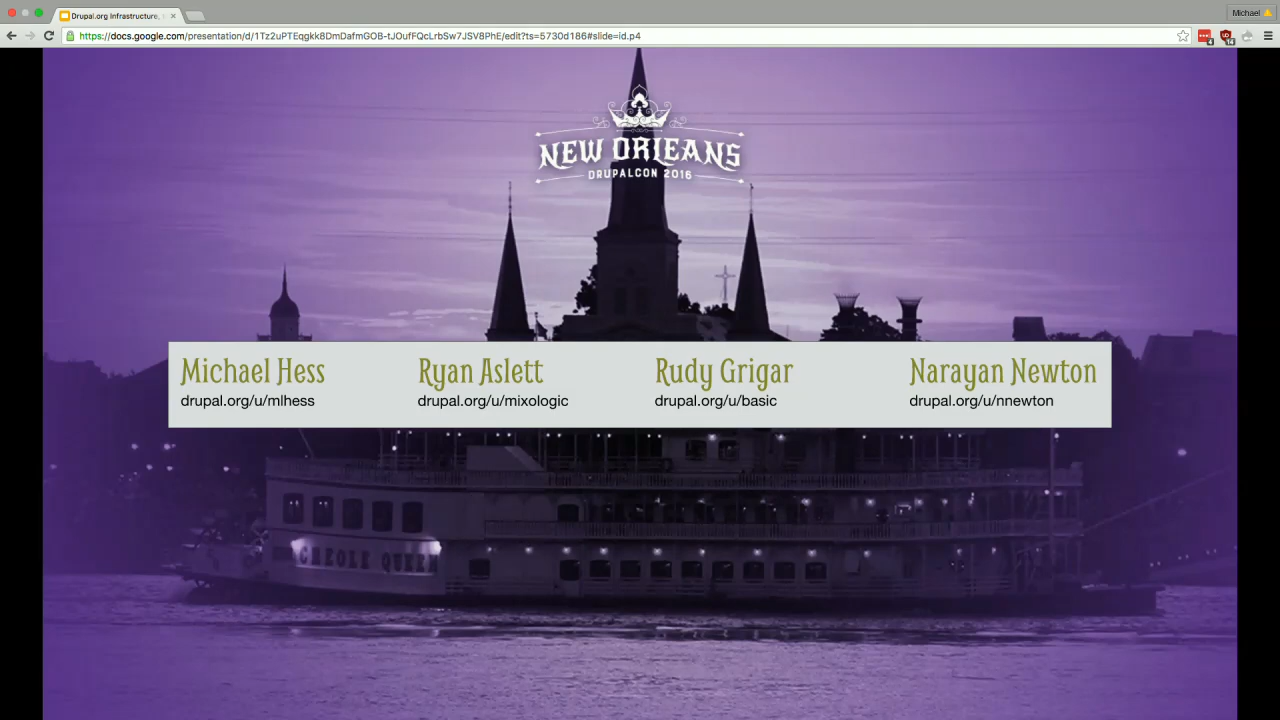 Drupal.org Infrastructure,
Michael
https://docs.google.com/presentation/d/1Tz2uPTEqgkk8DmDafmGOB-tJOufFQcLrbSw7JSV8PhE/edit?ts=5730d186#slide=id.p4
4
14
NEW ORLEANS
DRUPALCON 2016
Michael Hess
drupal.org/u/mlhess
Ryan Aslett
drupal.org/u/mixologic
Rudy Grigar
drupal.org/u/basic
Narayan Newton
drupal.org/u/nnewton
CREOLE QUEEN